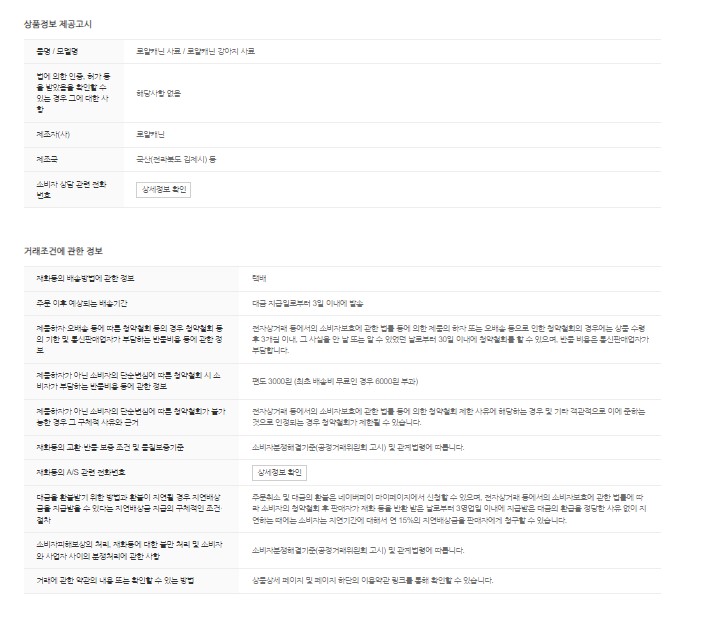 상품정보 제공고시
품명 / 모델명
로얄캐닌 사료 / 로얄캐닌 강아지 사료
법에 의한 인증, 허가 등
을 받았음을 확인할 수
있는 경우 그에 대한 사
항
해당사항 없음
제조자(사)
로얄캐닌
제조국
국산(전라북도 김제시) 등
소비자 상담 관련 전화
번호
상세정보 확인
거래조건에 관한 정보
재화등의 배송방법에 관한 정보
택배
주문 이후 예상되는 배송기간
대금 지급일로부터 3일 이내에 발송
제품하자 오배송 등에 따른 청약철회 등의 경우 청약철회 등
의 기한 및 통신판매업자가 부담하는 반품비용 등에 관한 정
보
전자상거래 등에서의 소비자보호에 관한 법률 등에 의한 제품의 하자 또는 오배송 등으로 인한 청약철회의 경우에는 상품 수령
후 3개월 이내, 그 사실을 안 날 또는 알 수 있었던 날로부터 30일 이내에 청약철회를 할 수 있으며, 반품 비용은 통신판매업자가
부담합니다.
제품하자가 아닌 소비자의 단순변심에 따른 청약철회 시 소
비자가 부담하는 반품비용 등에 관한 정보
편도 3000원 (최초 배송비 무료인 경우 6000원 부과)
제품하자가 아닌 소비자의 단순변심에 따른 청약철회가 불가
능한 경우 그 구체적 사유와 근거
전자상거래 등에서의 소비자보호에 관한 법률 등에 의한 청약철회 제한 사유에 해당하는 경우 및 기타 객관적으로 이에 준하는
것으로 인정되는 경우 청약철회가 제한될 수 있습니다.
재화등의 교환·반품·보증 조건 및 품질보증기준
소비자분쟁해결기준(공정거래위원회 고시) 및 관계법령에 따릅니다.
재화등의 A/S 관련 전화번호
상세정보 확인
대금을 환불받기 위한 방법과 환불이 지연될 경우 지연배상
금을 지급받을 수 있다는 지연배상금 지급의 구체적인 조건·
절차
주문취소 및 대금의 환불은 네이버페이 마이페이지에서 신청할 수 있으며, 전자상거래 등에서의 소비자보호에 관한 법률에 따
라 소비자의 청약철회 후 판매자가 재화 등을 반환 받은 날로부터 3영업일 이내에 지급받은 대금의 환급을 정당한 사유 없이 지
연하는 때에는 소비자는 지연기간에 대해서 연 15%의 지연배상금을 판매자에게 청구할 수 있습니다.
소비자피해보상의 처리, 재화등에 대한 불만 처리 및 소비자
와 사업자 사이의 분쟁처리에 관한 사항
소비자분쟁해결기준(공정거래위원회 고시) 및 관계법령에 따릅니다.
거래에 관한 약관의 내용 또는 확인할 수 있는 방법
상품상세 페이지 및 페이지 하단의 이용약관 링크를 통해 확인할 수 있습니다.